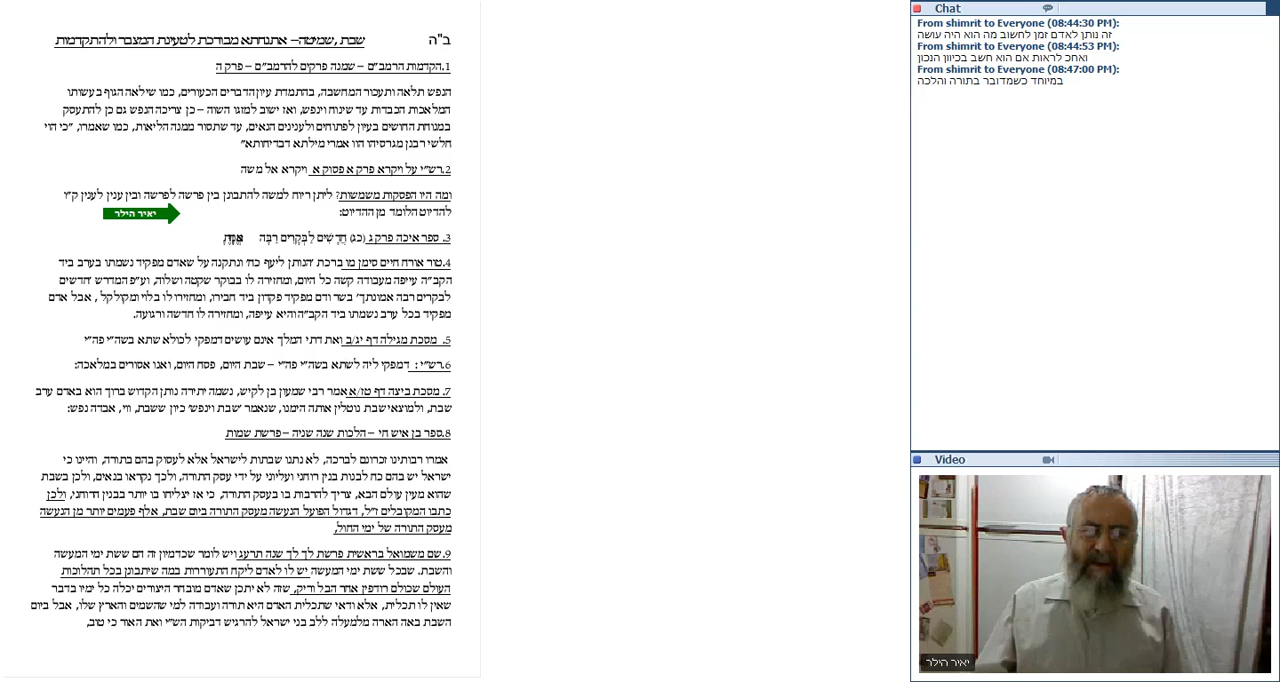 ב"ה
שבת ,שמיטה– אתנחתא מבורכת לטעינת המצבר ולהתקדמות
1.הקדמות הרמב"ם – שמנה פרקים להרמב"ם – פרק ה
הנפש תלאה ותעכור המחשבה, בהתמדת עיון הדברים הכעורים, כמו שילאה הגוף בעשותו
המלאכות הכבדות עד שינוח וינפש, ואז ישוב למזגו השוה – כן צריכה הנפש גם כן להתעסק
במנוחת החושים בעיון לפתוחים ולענינים הנאים, עד שתסור ממנה הליאות, כמו שאמרו, "כי הוי
חלשי רבנן מגרסיהו הוו אמרי מילתא דבדיחותא"
2.רש"י על ויקרא פרק א פסוק א ויקרא אל משה
ומה היו הפסקות משמשות? ליתן ריוח למשה להתבונן בין פרשה לפרשה ובין ענין לענין ק"ו
להדיוט הלומד מן ההדיוט:
יאיר הילר
3. ספר איכה פרק ג (כג) חֲדָשִׁים לַבְּקָרִים רַבָּה
4.טור אורח חיים סימן מו ברכת 'הנותן ליעף כח' ונתקנה על שאדם מפקיד נשמתו בערב ביד
הקב"ה עייפה מעבודה קשה כל היום, ומחזירה לו בבוקר שקטה ושלוה, וע"פ המדרש 'חדשים
לבקרים רבה אמונתך' בשר ודם מפקיד פקדון ביד חבירו, ומחזירו לו בלוי ומקולקל , אבל אדם
מפקיד בכל ערב נשמתו ביד הקב"ה והיא עייפה, ומחזירה לו חדשה ורגועה.
5. מסכת מגילה דף יג/ב ואת דתי המלך אינם עושים דמפקי לכולא שתא בשה"י פה"י
6.רש"י : דמפקי ליה לשתא בשה"י פה"י – שבת היום, פסח היום, ואנו אסורים במלאכה:
7. מסכת ביצה דף טז/א אמר רבי שמעון בן לקיש, נשמה יתירה נותן הקדוש ברוך הוא באדם ערב
שבת, ולמוצאי שבת נוטלין אותה הימנו, שנאמר 'שבת וינפש' כיון ששבת, ווי, אבדה נפש:
8.ספר בן איש חי – הלכות שנה שניה – פרשת שמות
אמרו רבותינו זכרונם לברכה, לא נתנו שבתות לישראל אלא לעסוק בהם בתורה, והיינו כי
ישראל יש בהם כח לבנות בנין רוחני ועליוני על ידי עסק התורה, ולכך נקראו בנאים, ולכן בשבת
שהוא מעין עולם הבא, צריך להרבות בו בעסק התורה, כי אז יצליחו בו יותר בבנין הרוחני, ולכן
כתבו המקובלים ז"ל, דגדול הפועל הנעשה מעסק התורה ביום שבת, אלף פעמים יותר מן הנעשה
מעסק התורה של ימי החול,
9.שם משמואל בראשית פרשת לך לך שנה תרעג ויש לומר שכדמיון זה הם ששת ימי המעשה
והשבת. שבכל ששת ימי המעשה יש לו לאדם ליקח התעוררות במה שיתבונן בכל תהלוכות
העולם שכולם רודפין אחר הבל וריק, שזה לא יתכן שאדם מובחר היצורים יכלה כל ימיו בדבר
שאין לו תכלית, אלא ודאי שתכלית האדם היא תורה ועבודה למי שהשמים והארץ שלו, אבל ביום
השבת באה הארה מלמעלה ללב בני ישראל להרגיש דביקות הש"י ואת האור כי טוב,
Chat
From shimrit to Everyone (08:44:30 PM):
זה נותן לאדם זמן לחשוב מה הוא היה עושה
From shimrit to Everyone (08:44:53 PM):
ואחכ לראות אם הוא חשב בכיוון הנכון
From shimrit to Everyone (08:47:00 PM):
במיוחד כשמדובר בתורה והלכה
Video
יאיר הילר